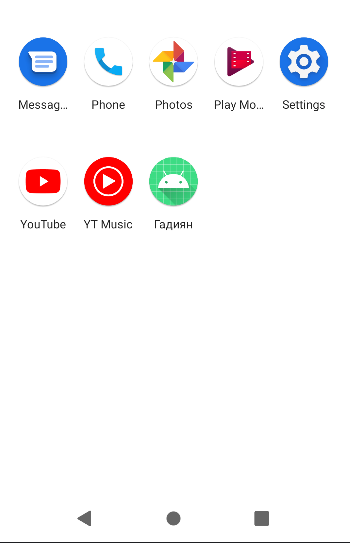 Messag...
Phone
Photos
Play Mo...
Settings
YouTube
YT Music
Гадиян